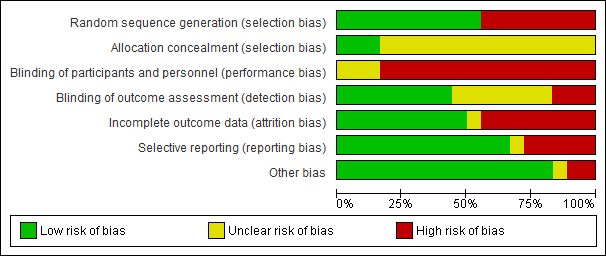 Random sequence generation (selection bias)
Allocation concealment (selection bias)
Blinding of participants and personnel (performance bias)
Blinding of outcome assessment (detection bias)
Incomplete outcome data (attrition bias)
Selective reporting (reporting bias)
Other bias
0% 25% 50% 75% 100%
Low risk of bias Unclear risk of bias High risk of bias